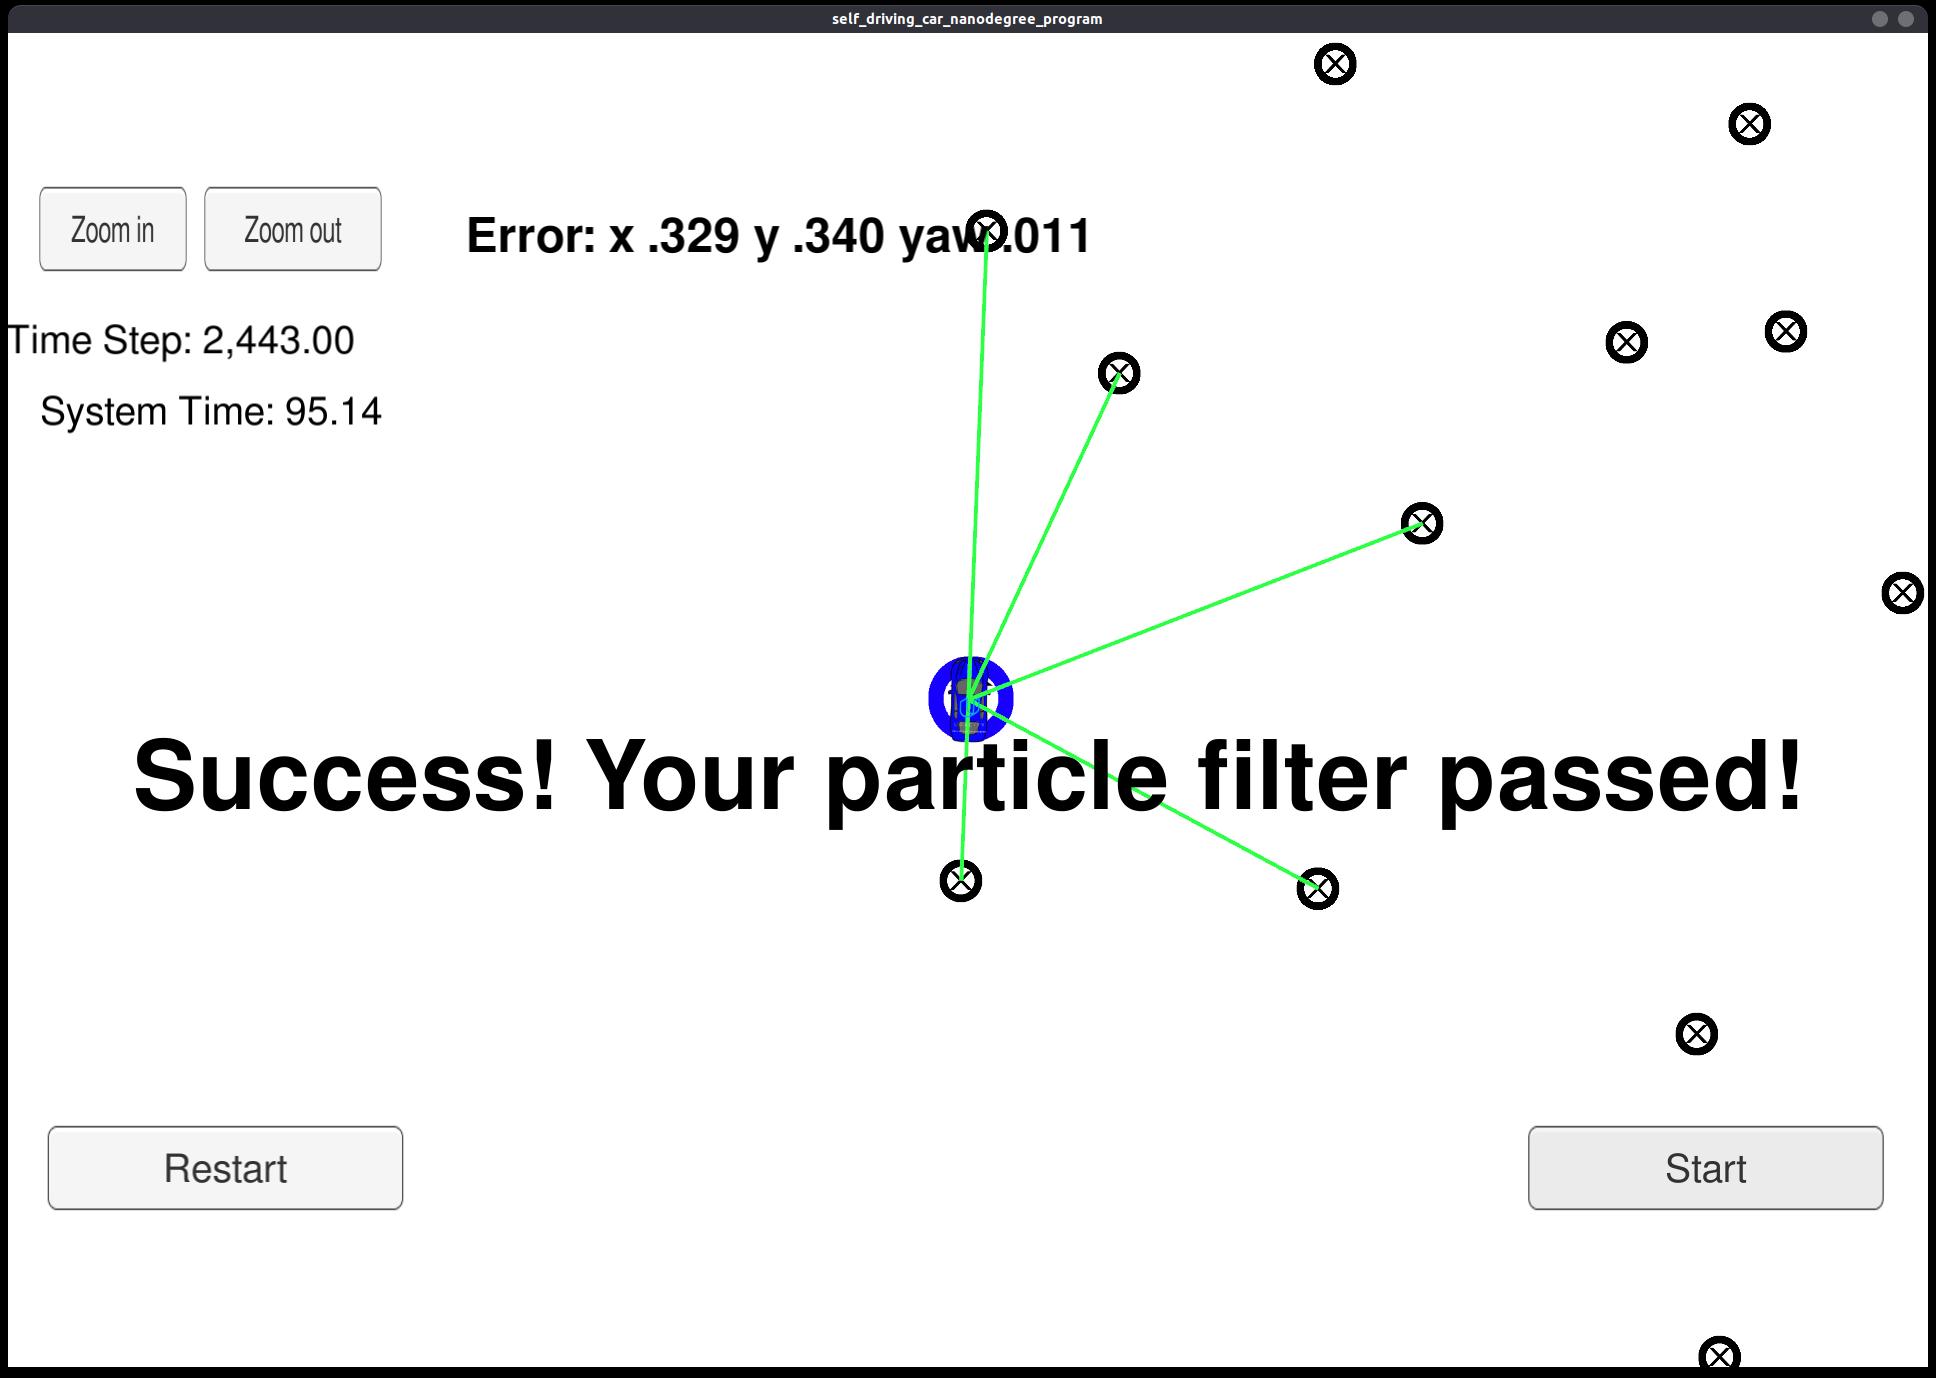 self_driving_car_nanodegree_program
Zoom in
Zoom out
Error: x .329 y .340 yaw .011
Time Step: 2,443.00
System Time: 95.14
Success! Your particle filter passed!
Restart
Start